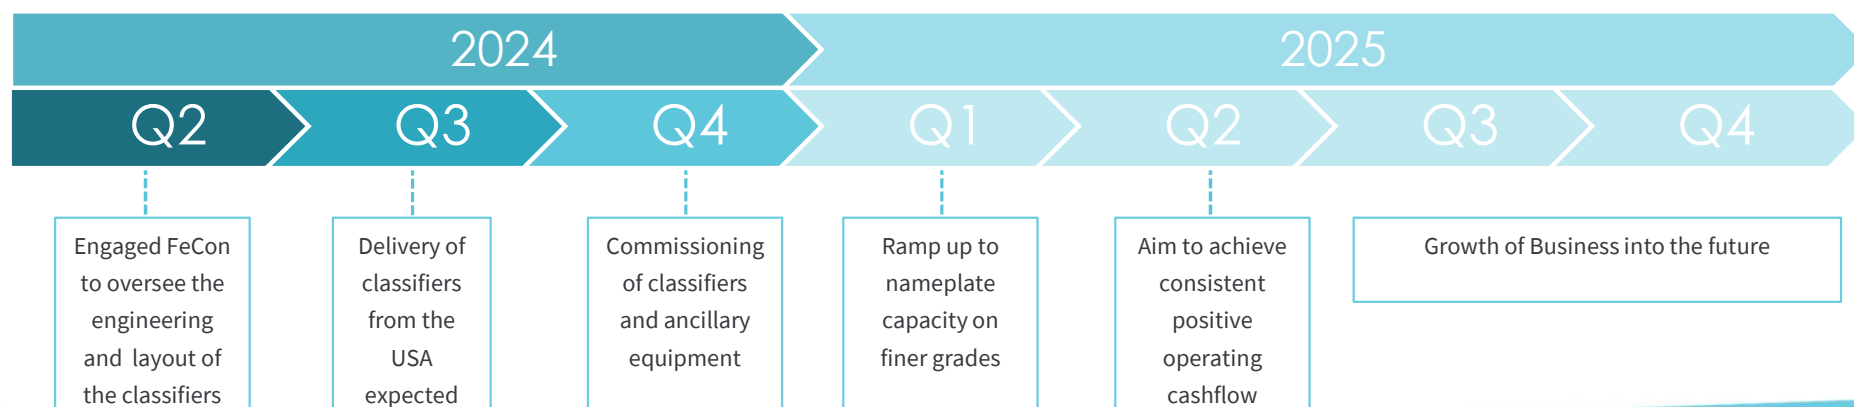 2024
2025
Q2
Q3
Q4
Q1
Q2
Q3
Q4
Engaged FeCon
to oversee the
engineering
and layout of
the classifiers
Delivery of
classifiers
from the
USA
expected
Commissioning
of classifiers
and ancillary
equipment
Ramp up to
nameplate
capacity on
finer grades
Aim to achieve
consistent
positive
operating
cashflow
Growth of Business into the future